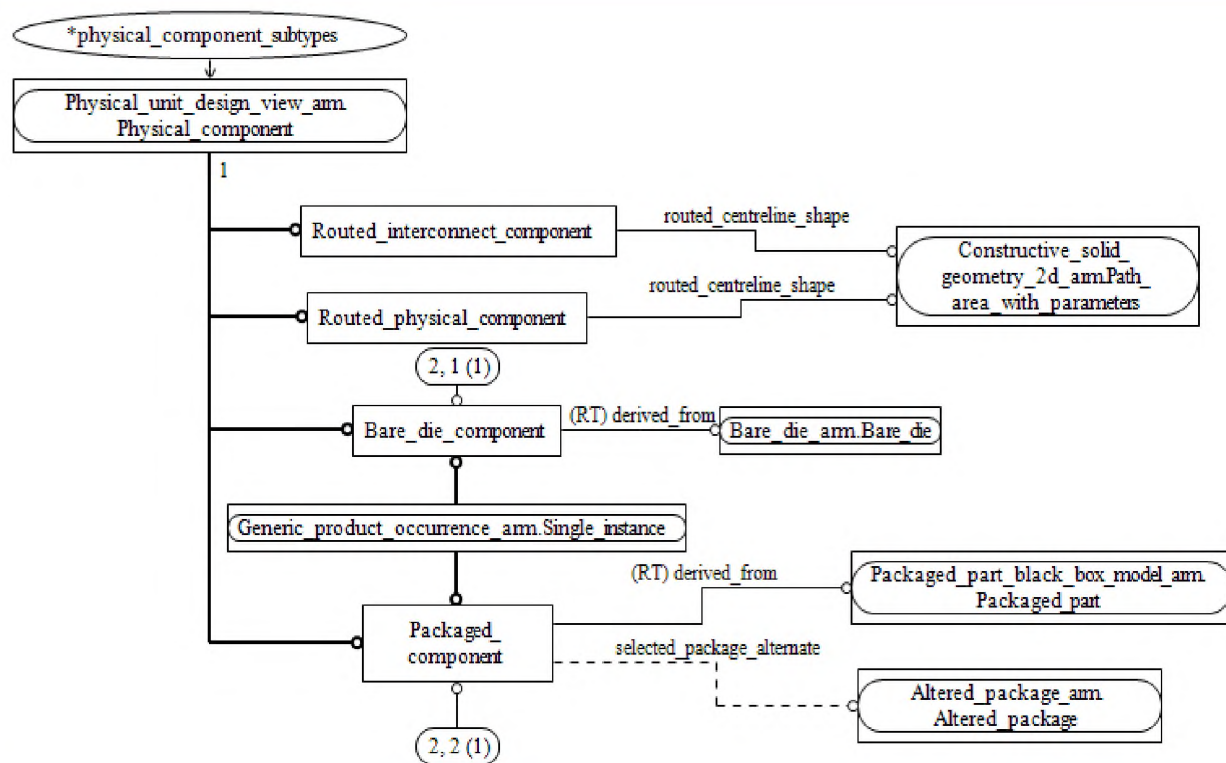 *physical_component_subtypes
Physical_unit_design_view_arm.
Physical_component
1
Routed_interconnect_component
routed_centreline_shape
Constructive_solid_
geometry_2d_arm.Path_
area_with_parameters
routed_centreline_shape
Routed_physical_component
2, 1 (1)
Bare_die_component
(RT) derived_from
Bare_die_arm.Bare_die
Generic_product_occurrence_arm.Single_instance
(RT) derived_from
Packaged_part_black_box_model_arm.
Packaged_part
Packaged_
component
selected_package_alternate
Altered_package_arm.
Altered_package
2, 2 (1)